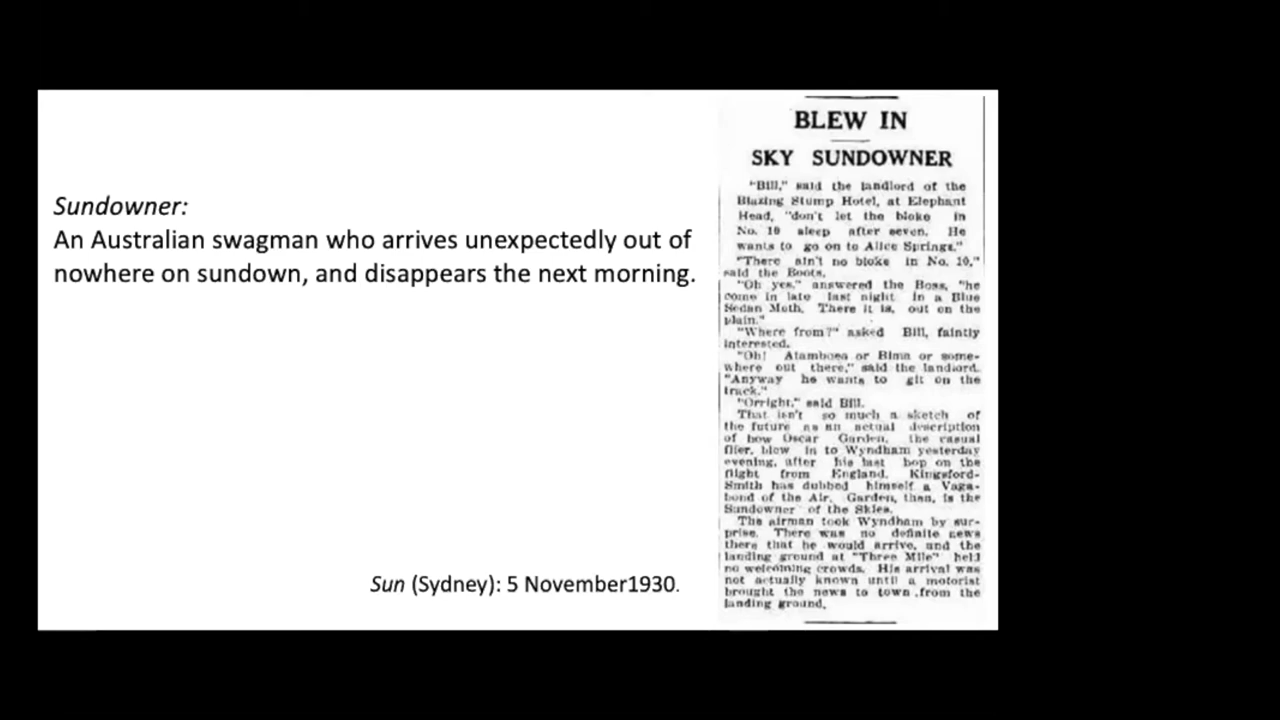 Sundowner:
An Australian swagman who arrives unexpectedly out of
nowhere on sundown, and disappears the next morning.
Sun (Sydney): 5 November1930.
BLEW IN
SKY SUNDOWNER
"Bill," said the landlord of the
Blazing Stump Hotel, at Elephant
Head, "don't let the bloke in
No. 10 sleep after seven. He
wants to go on to Alice Springs."
"There ain't no bloke in No. 10,"
said the Boots.
"Oh yes," answered the Boss, "he
come in late last night in a Blue
Sedan Moth. There it is, out on the
plain."
"Where from?" asked Bill, faintly
interested.
"Oh! Atamboea or Bima or some-
where out there," said the landlord.
"Anyway he wants to git on the
track."
"Orright," said Bill.
That isn't so much a sketch of
the future as an actual description
of how Oscar Garden, the casual
flier, blew in to Wyndham yesterday
evening, after his last hop on the
flight from England. Kingsford-
Smith has dubbed himself a Vaga-
bond of the Air. Garden, then, is the
Sundowner of the Skies.
The airman took Wyndham by sur-
prise. There was no definite news
there that he would arrive, and the
landing ground at "Three Mile" held
no welcoming crowds. His arrival was
not actually known until a motorist
brought the news to town from the
landing ground.